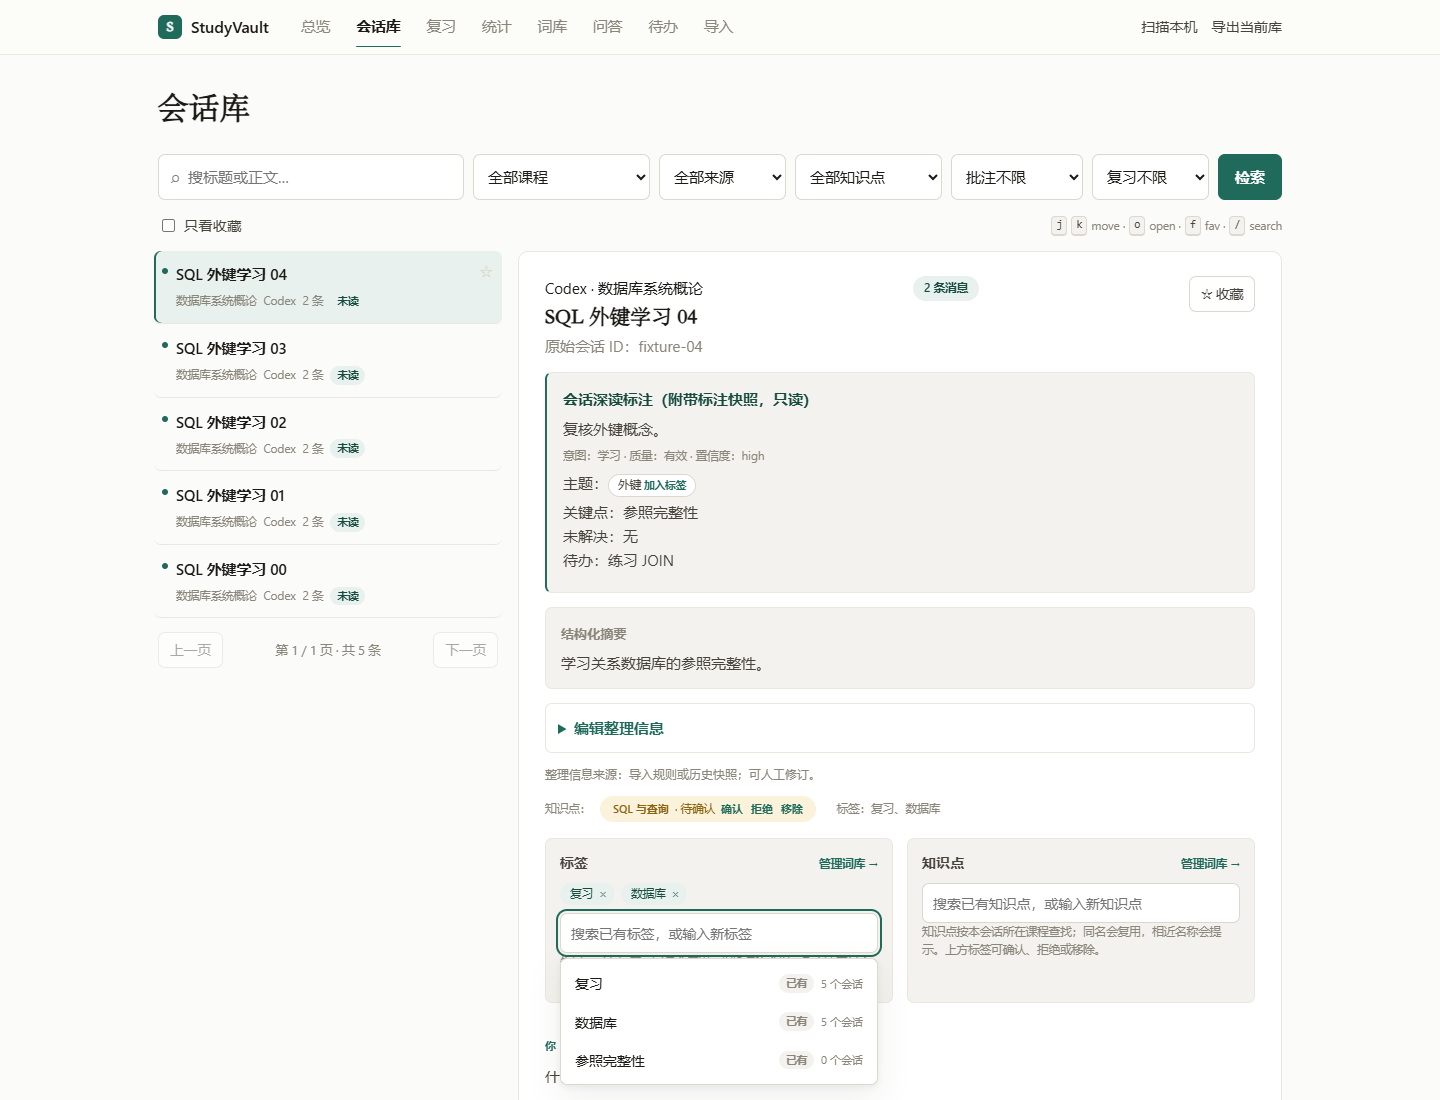 S StudyVault 总览 会话库 复习 统计 词库 问答 待办 导入 扫描本机 导出当前库
会话库
搜标题或正文... 全部课程 全部来源 全部知识点 批注不限 复习不限 检索
只看收藏 j k move · o open · f fav · / search
SQL 外键学习 04 ☆
数据库系统概论 Codex 2 条 未读
SQL 外键学习 03
数据库系统概论 Codex 2 条 未读
SQL 外键学习 02
数据库系统概论 Codex 2 条 未读
SQL 外键学习 01
数据库系统概论 Codex 2 条 未读
SQL 外键学习 00
数据库系统概论 Codex 2 条 未读
上一页 第 1 / 1 页 · 共 5 条 下一页
Codex · 数据库系统概论 2 条消息 ☆ 收藏
SQL 外键学习 04
原始会话 ID：fixture-04
会话深读标注（附带标注快照，只读）
复核外键概念。
意图：学习 · 质量：有效 · 置信度：high
主题： 外键 加入标签
关键点：参照完整性
未解决：无
待办：练习 JOIN
结构化摘要
学习关系数据库的参照完整性。
▶ 编辑整理信息
整理信息来源：导入规则或历史快照；可人工修订。
知识点： SQL 与查询 · 待确认 确认 拒绝 移除 标签：复习、数据库
标签 管理词库 →
复习 × 数据库 ×
搜索已有标签，或输入新标签
复习 已有 5 个会话
数据库 已有 5 个会话
参照完整性 已有 0 个会话
知识点 管理词库 →
搜索已有知识点，或输入新知识点
知识点按本会话所在课程查找；同名会复用，相近名称会提
示。上方标签可确认、拒绝或移除。
你
什